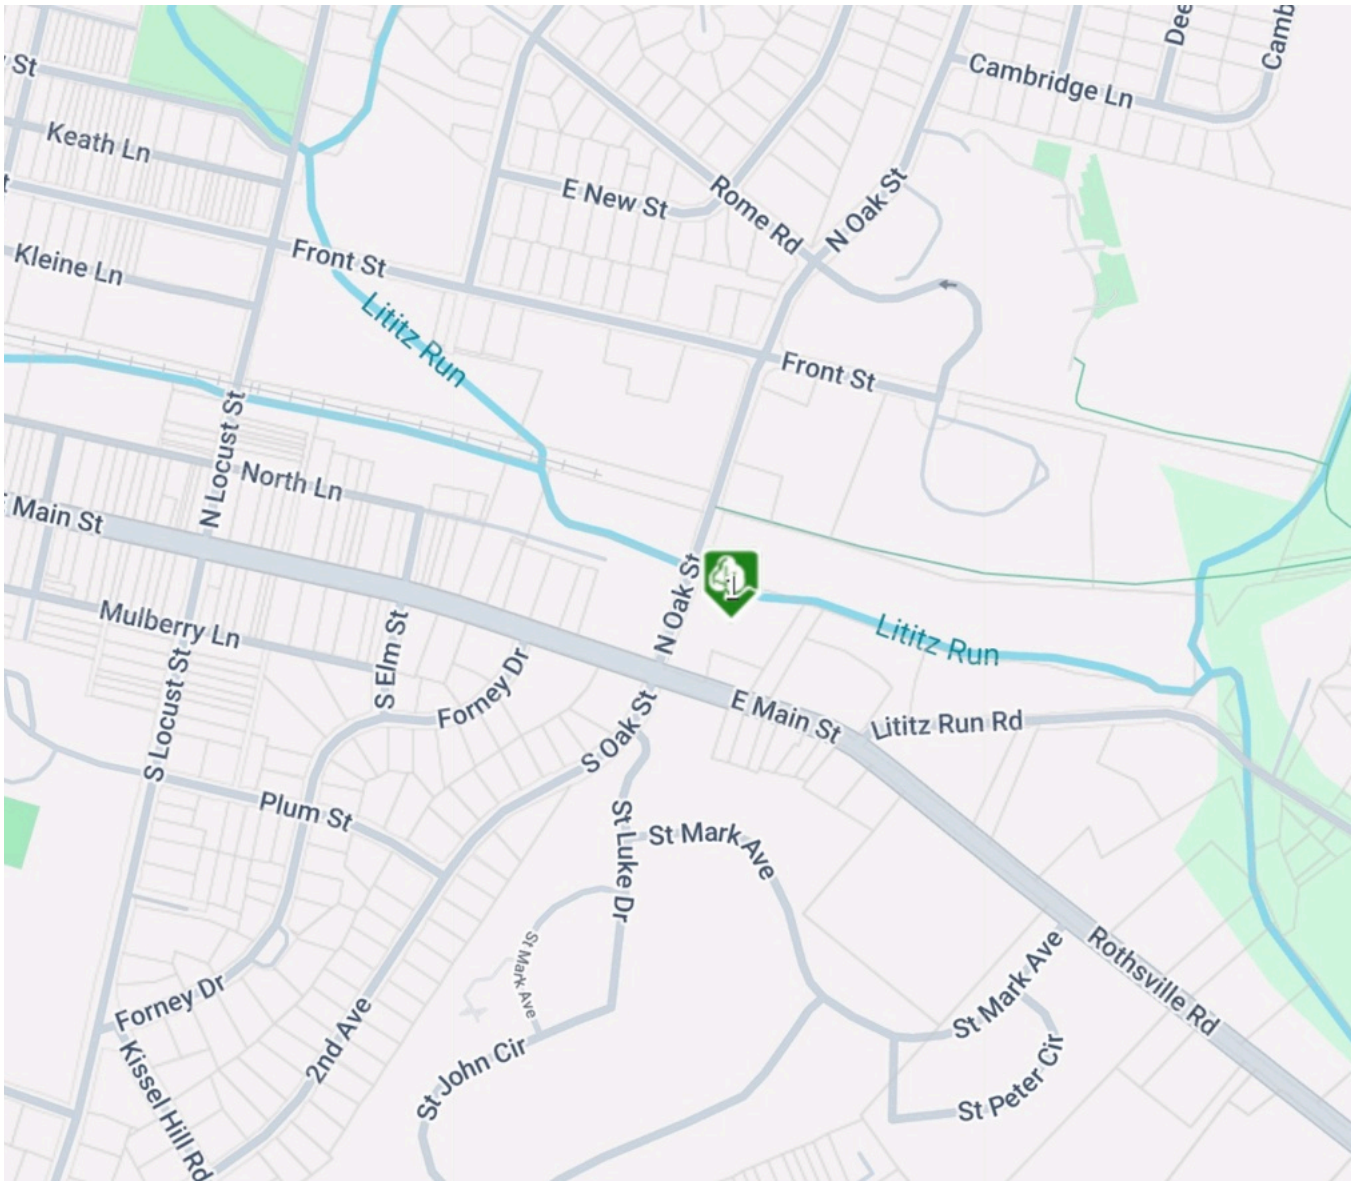 St
Keath Ln
Kleine Ln
Front St
E New St
Rome Rd
N Oak St
Cambridge Ln
Lititz Run
Front St
N Locust St
North Ln
Main St
Mulberry Ln
S Elm St
Forney Dr
S Locust St
N Oak St
Lititz Run
E Main St
Lititz Run Rd
S Oak St
Plum St
St Luke Dr
St Mark Ave
St Mark Ave
St Mark Ave
Rothsville Rd
Forney Dr
2nd Ave
Kissel Hill Rd
St John Cir
St Peter Cir